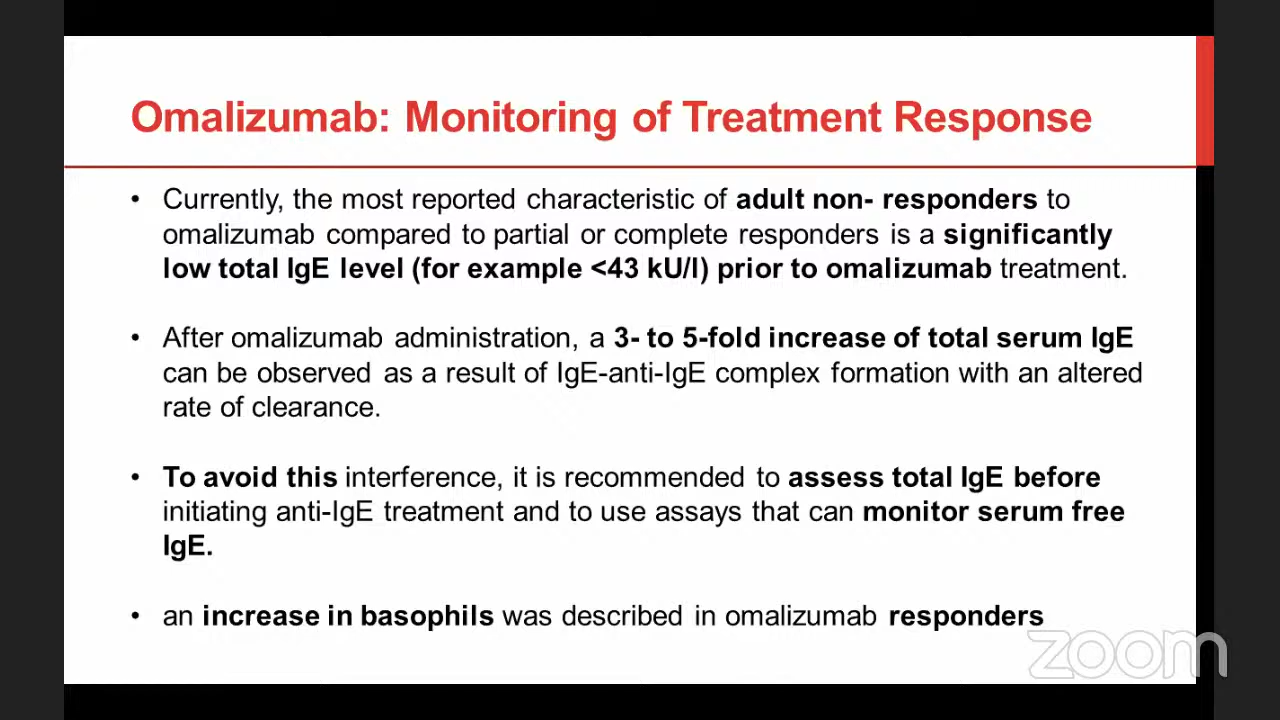 Omalizumab: Monitoring of Treatment Response
• Currently, the most reported characteristic of adult non- responders to
omalizumab compared to partial or complete responders is a significantly
low total IgE level (for example <43 kU/l) prior to omalizumab treatment.
• After omalizumab administration, a 3- to 5-fold increase of total serum IgE
can be observed as a result of IgE-anti-IgE complex formation with an altered
rate of clearance.
• To avoid this interference, it is recommended to assess total IgE before
initiating anti-IgE treatment and to use assays that can monitor serum free
IgE.
• an increase in basophils was described in omalizumab responders
zoom